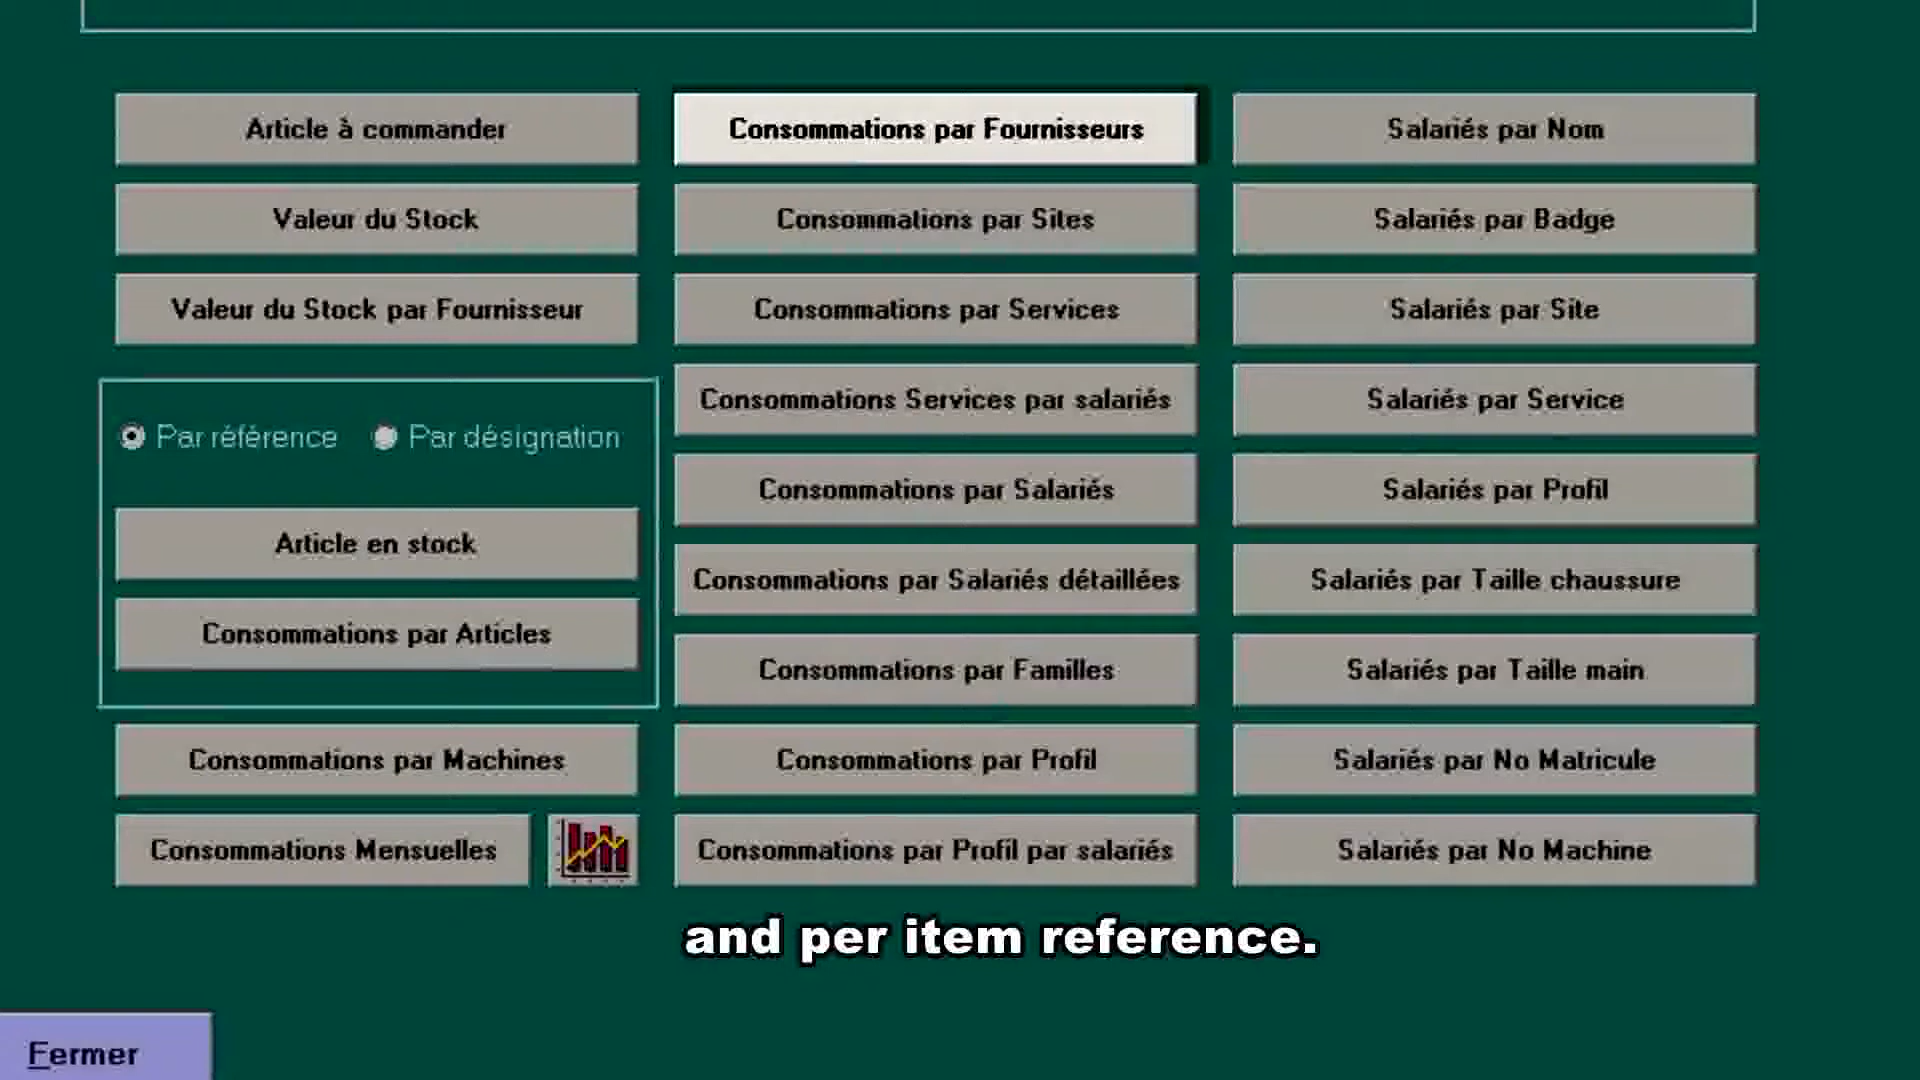 Article à commander
Valeur du Stock
Valeur du Stock par Fournisseur
Par référence
Par désignation
Article en stock
Consommations par Articles
Consommations par Machines
Consommations Mensuelles
Consommations par Fournisseurs
Consommations par Sites
Consommations par Services
Consommations Services par salariés
Consommations par Salariés
Consommations par Salariés détaillées
Consommations par Familles
Consommations par Profil
Consommations par Profil par salariés
Salariés par Nom
Salariés par Badge
Salariés par Site
Salariés par Service
Salariés par Profil
Salariés par Taille chaussure
Salariés par Taille main
Salariés par No Matricule
Salariés par No Machine
and per item reference.
Fermer